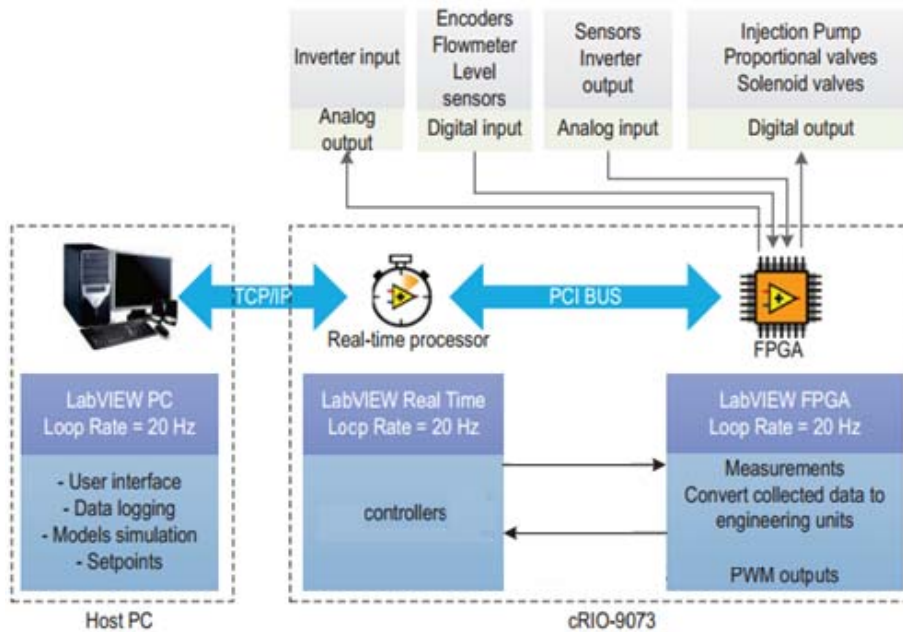 Inverter input
Analog
output
Encoders
Flowmeter
Level
sensors
Digital input
Sensors
Inverter
output
Analog input
Injection Pump
Proportional valves
Solenoid valves
Digital output
TCP/IP
Real-time processor
PCI BUS
FPGA
LabVIEW PC
Loop Rate = 20 Hz
- User interface
- Data logging
- Models simulation
- Setpoints
LabVIEW Real Time
Locp Rate = 20 Hz
controllers
LabVIEW FPGA
Loop Rate = 20 Hz
Measurements
Convert collected data to
engineering units
PWM outputs
Host PC
cRIO-9073